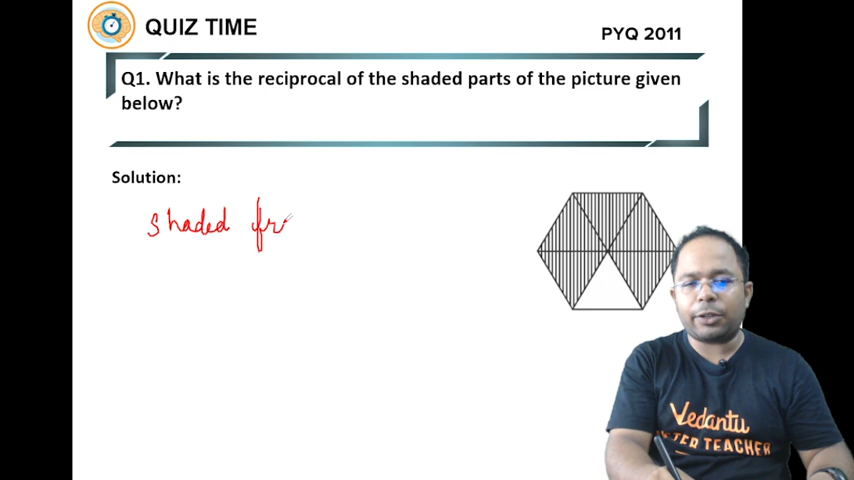 QUIZ TIME
PYQ 2011
Q1. What is the reciprocal of the shaded parts of the picture given
below?
Solution:
shaded fr
Vedantu
TER TEACHER